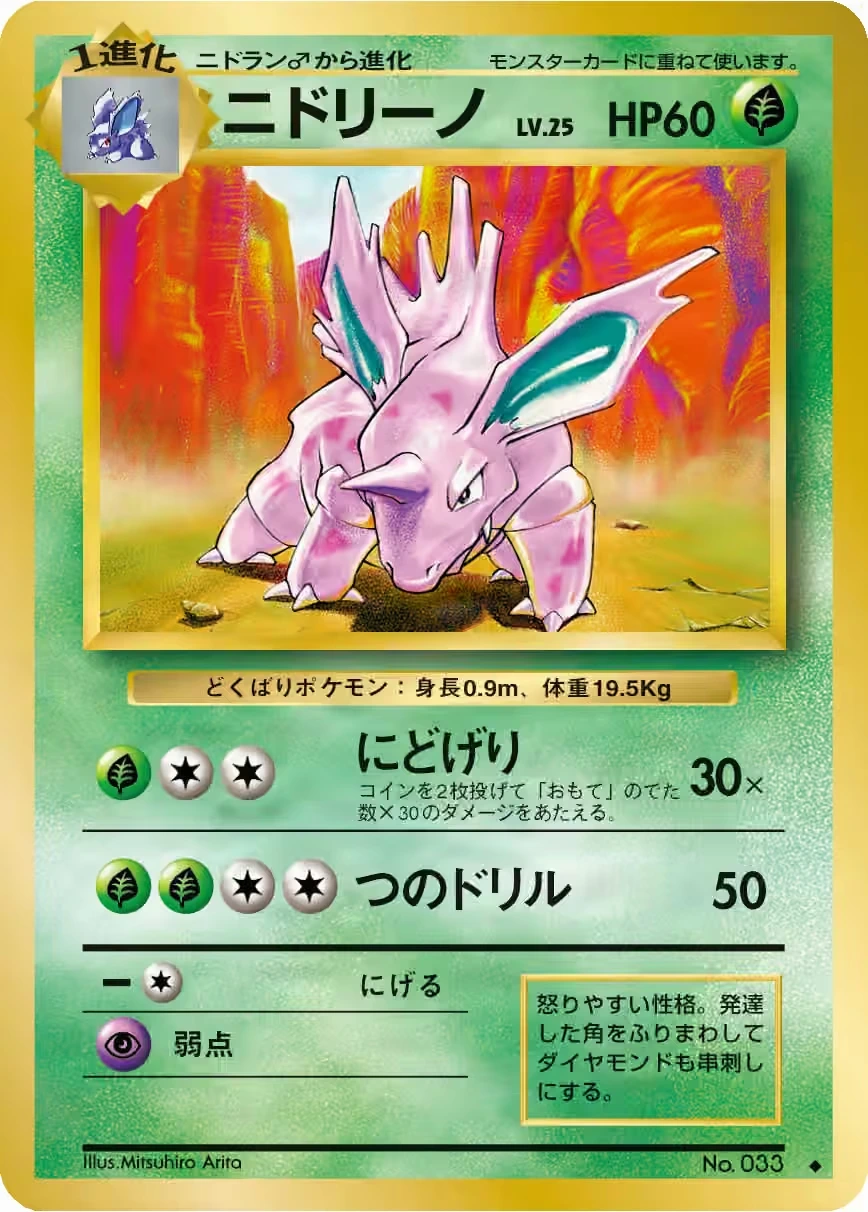 1進化
ニドラン♂から進化
モンスターカードに重ねて使います。
ニドリーノ LV.25 HP60
どくばりポケモン：身長0.9m、体重19.5Kg
にどげり
コインを2枚投げて「おもて」のでた
数×30のダメージをあたえる。
30×
つのドリル 50
− にげる
弱点
怒りやすい性格。発達
した角をふりまわして
ダイヤモンドも串刺し
にする。
Illus.Mitsuhiro Arita
No. 033